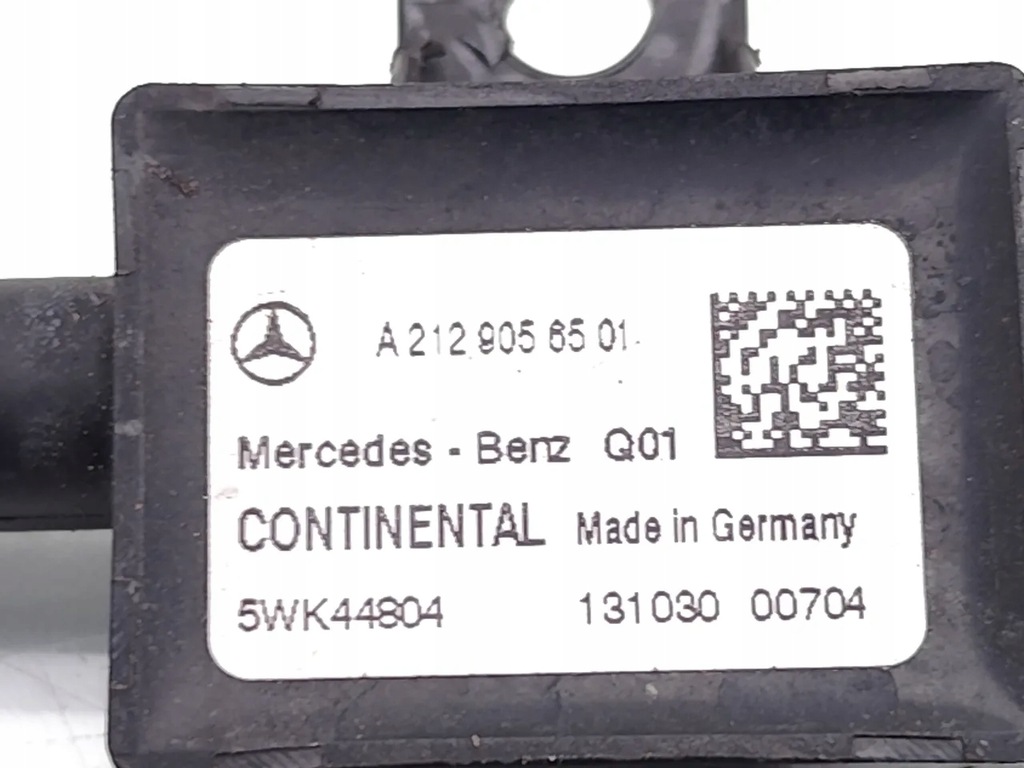 A 212 905 65 01
Mercedes - Benz Q01
CONTINENTAL Made in Germany
5WK44804 131030 00704